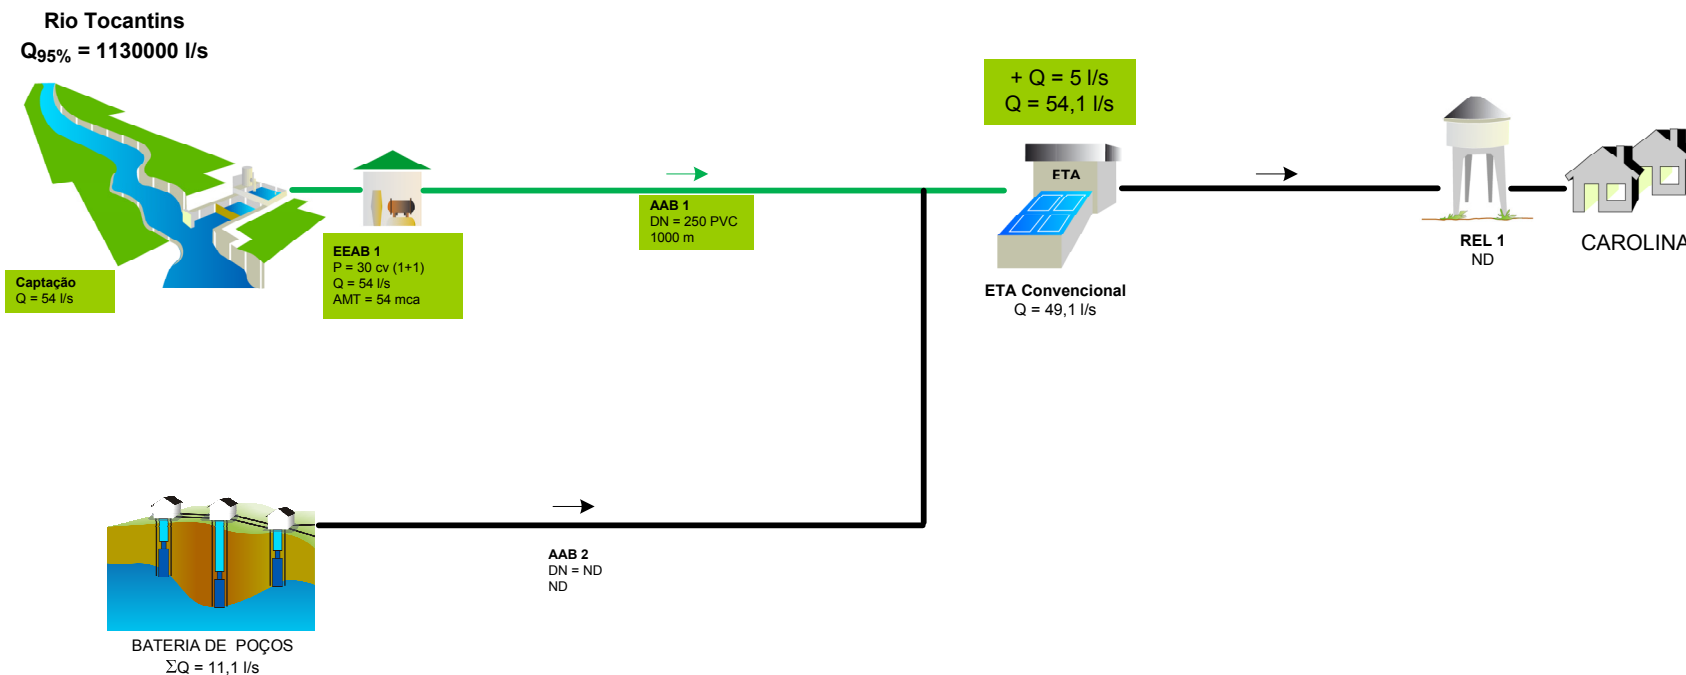 Rio Tocantins
Q95% = 1130000 l/s
+ Q = 5 l/s
Q = 54,1 l/s
ETA
AAB 1
DN = 250 PVC
1000 m
EEAB 1
P = 30 cv (1+1)
Q = 54 l/s
AMT = 54 mca
Captação
Q = 54 l/s
ETA Convencional
Q = 49,1 l/s
REL 1
ND
CAROLINA
AAB 2
DN = ND
ND
BATERIA DE POÇOS
ΣQ = 11,1 l/s